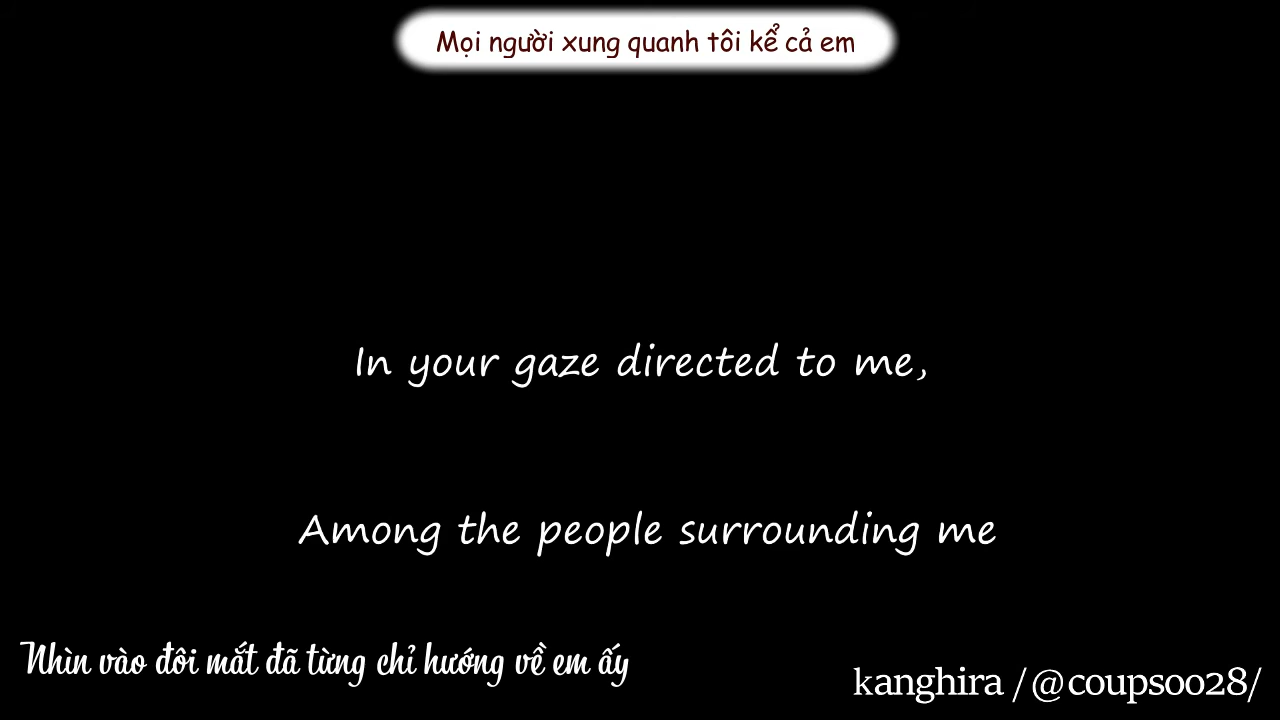 Mọi người xung quanh tôi kể cả em
In your gaze directed to me,
Among the people surrounding me
Nhìn vào đôi mắt đã từng chỉ hướng về em ấy
kanghira /@coupsoo28/